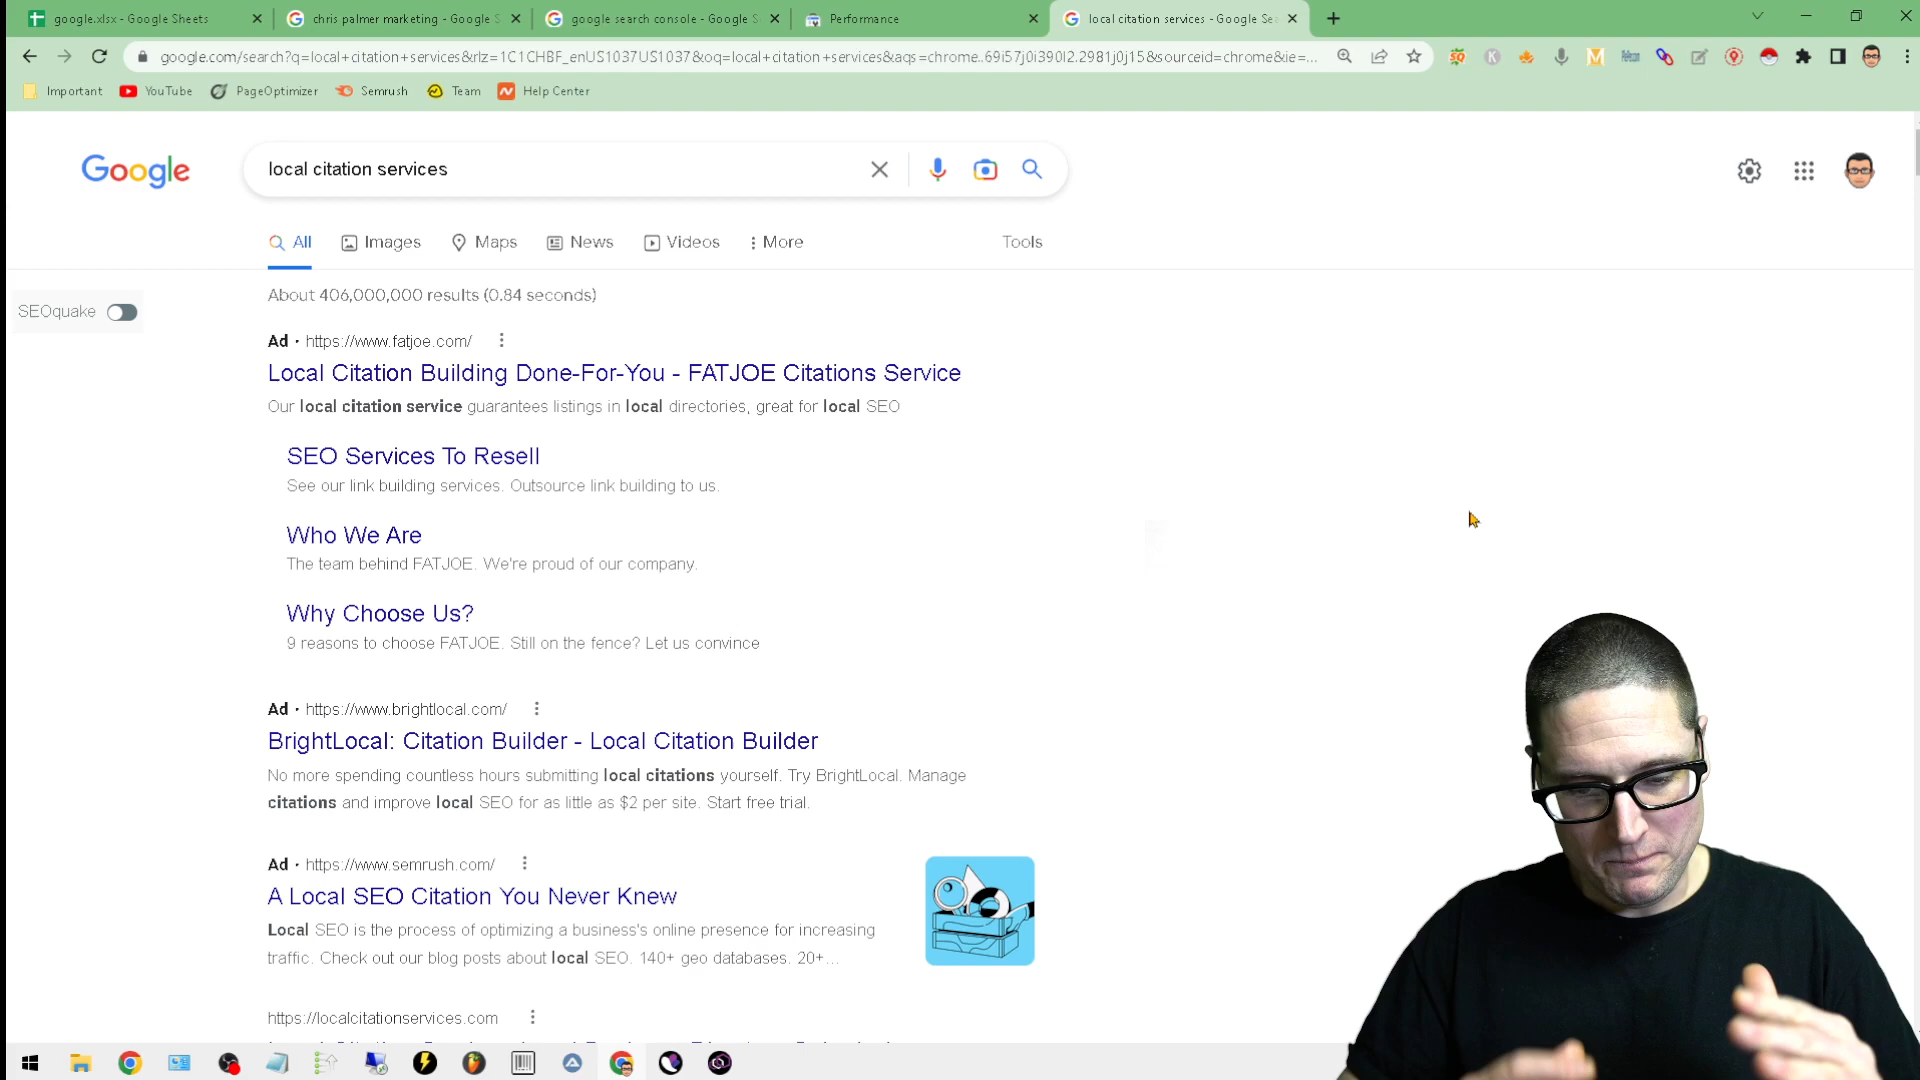 google.xlsx - Google Sheets
chris palmer marketing - Google S
google search console - Google S
Performance
local citation services - Google Sea
google.com/search?q=local+citation+services&rlz=1C1CHBF_enUS1037US1037&oq=local+citation+services&aqs=chrome..69i57j0i390l2.2981j0j15&sourceid=chrome&ie=...
Important
YouTube
PageOptimizer
Semrush
Team
Help Center
Google
local citation services
All
Images
Maps
News
Videos
More
Tools
About 406,000,000 results (0.84 seconds)
SEOquake
Ad · https://www.fatjoe.com/
Local Citation Building Done-For-You - FATJOE Citations Service
Our local citation service guarantees listings in local directories, great for local SEO
SEO Services To Resell
See our link building services. Outsource link building to us.
Who We Are
The team behind FATJOE. We're proud of our company.
Why Choose Us?
9 reasons to choose FATJOE. Still on the fence? Let us convince
Ad · https://www.brightlocal.com/
BrightLocal: Citation Builder - Local Citation Builder
No more spending countless hours submitting local citations yourself. Try BrightLocal. Manage
citations and improve local SEO for as little as $2 per site. Start free trial.
Ad · https://www.semrush.com/
A Local SEO Citation You Never Knew
Local SEO is the process of optimizing a business's online presence for increasing
traffic. Check out our blog posts about local SEO. 140+ geo databases. 20+...
https://localcitationservices.com